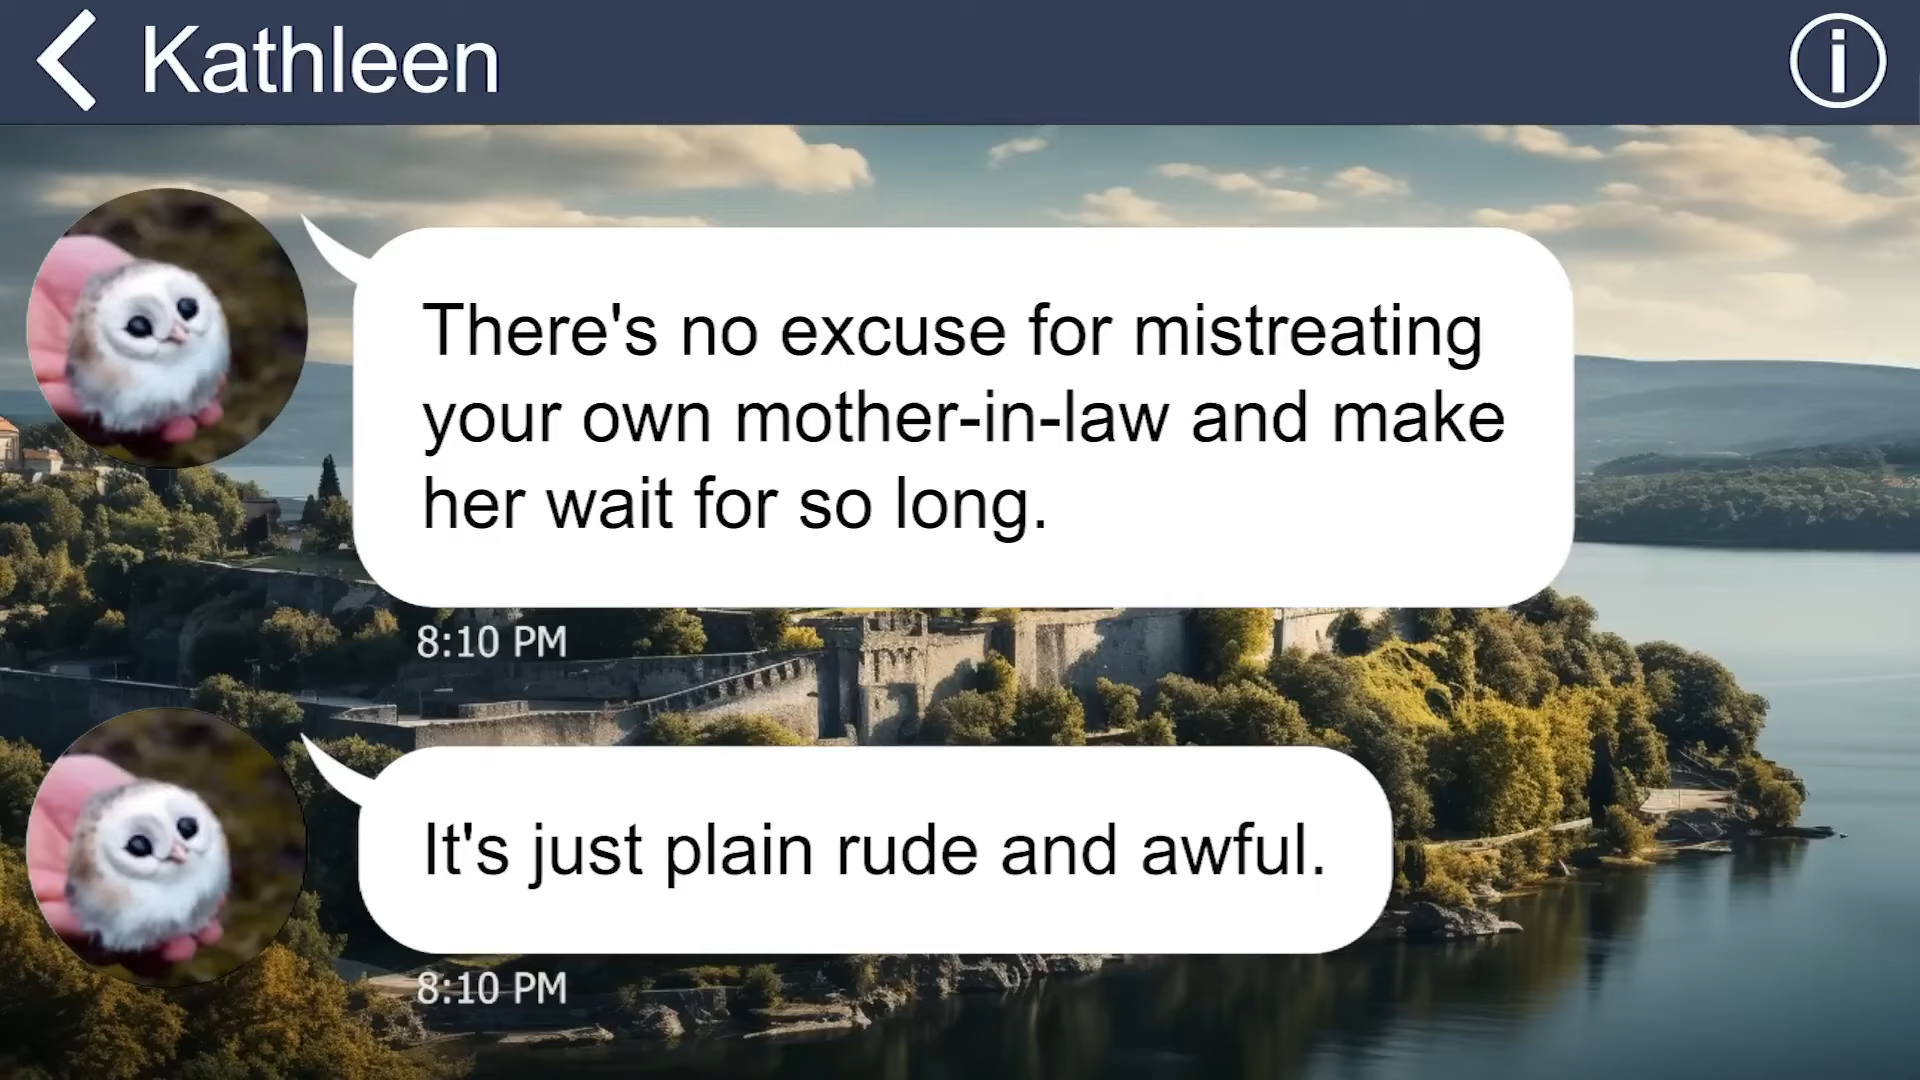 Kathleen
There's no excuse for mistreating
your own mother-in-law and make
her wait for so long.
8:10 PM
It's just plain rude and awful.
8:10 PM